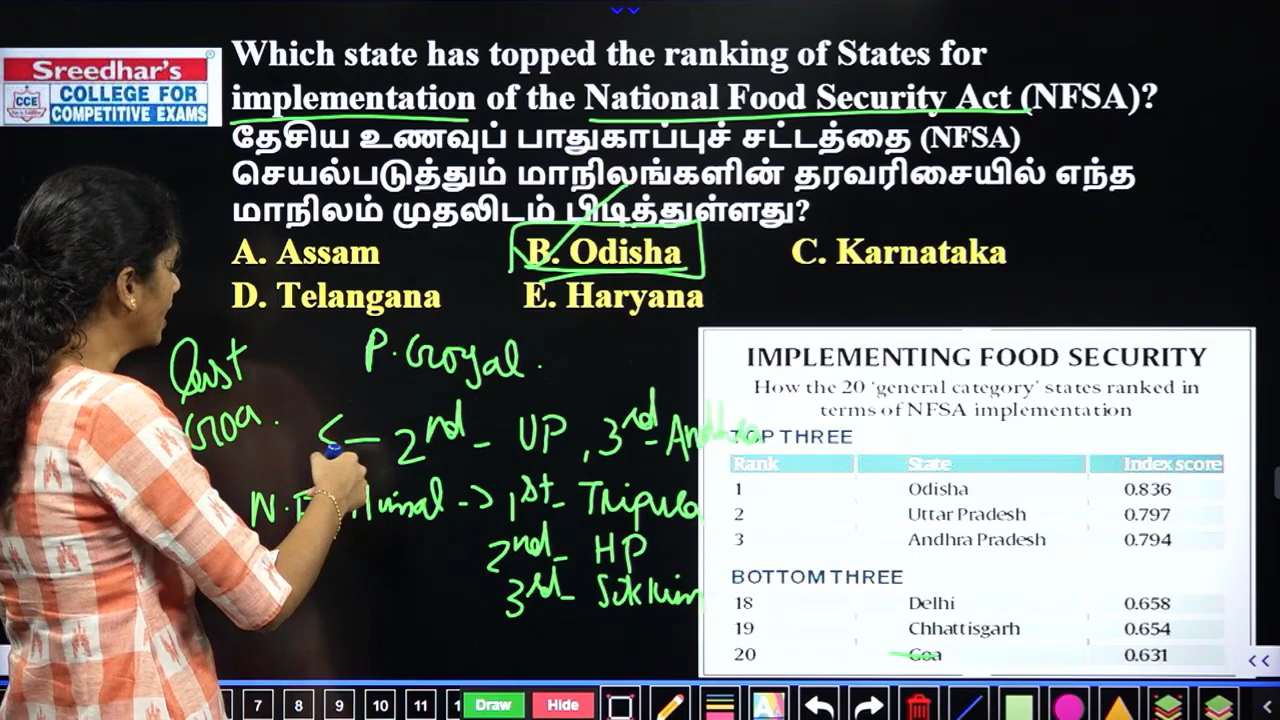 Sreedhar's
CCE
COLLEGE FOR
COMPETITIVE EXAMS
Which state has topped the ranking of States for
implementation of the National Food Security Act (NFSA)?
தேசிய உணவுப் பாதுகாப்புச் சட்டத்தை (NFSA)
செயல்படுத்தும் மாநிலங்களின் தரவரிசையில் எந்த
மாநிலம் முதலிடம் பிடித்துள்ளது?
A. Assam B. Odisha C. Karnataka
D. Telangana E. Haryana
P. Goyal.
last
Goa.
2nd - UP, 3rd - Andhra
1st - Tripura
2nd - HP
3rd - Sikkim
IMPLEMENTING FOOD SECURITY
How the 20 'general category' states ranked in
terms of NFSA implementation
TOP THREE
Rank State Index score
1 Odisha 0.836
2 Uttar Pradesh 0.797
3 Andhra Pradesh 0.794
BOTTOM THREE
18 Delhi 0.658
19 Chhattisgarh 0.654
20 Goa 0.631
7 8 9 10 11 Draw Hide